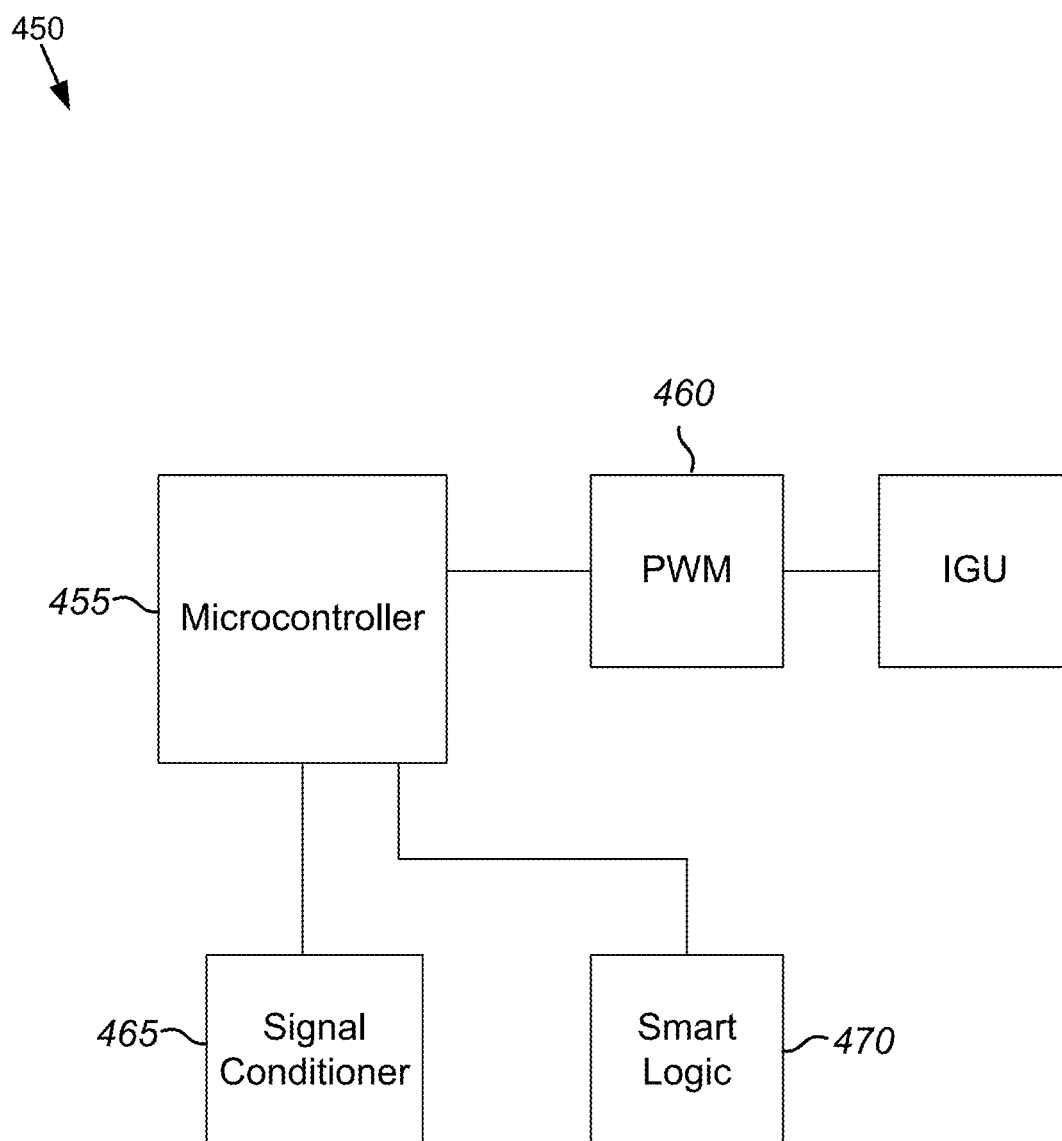 450
460
PWM
IGU
455
Microcontroller
465
Signal
Conditioner
Smart
Logic
470